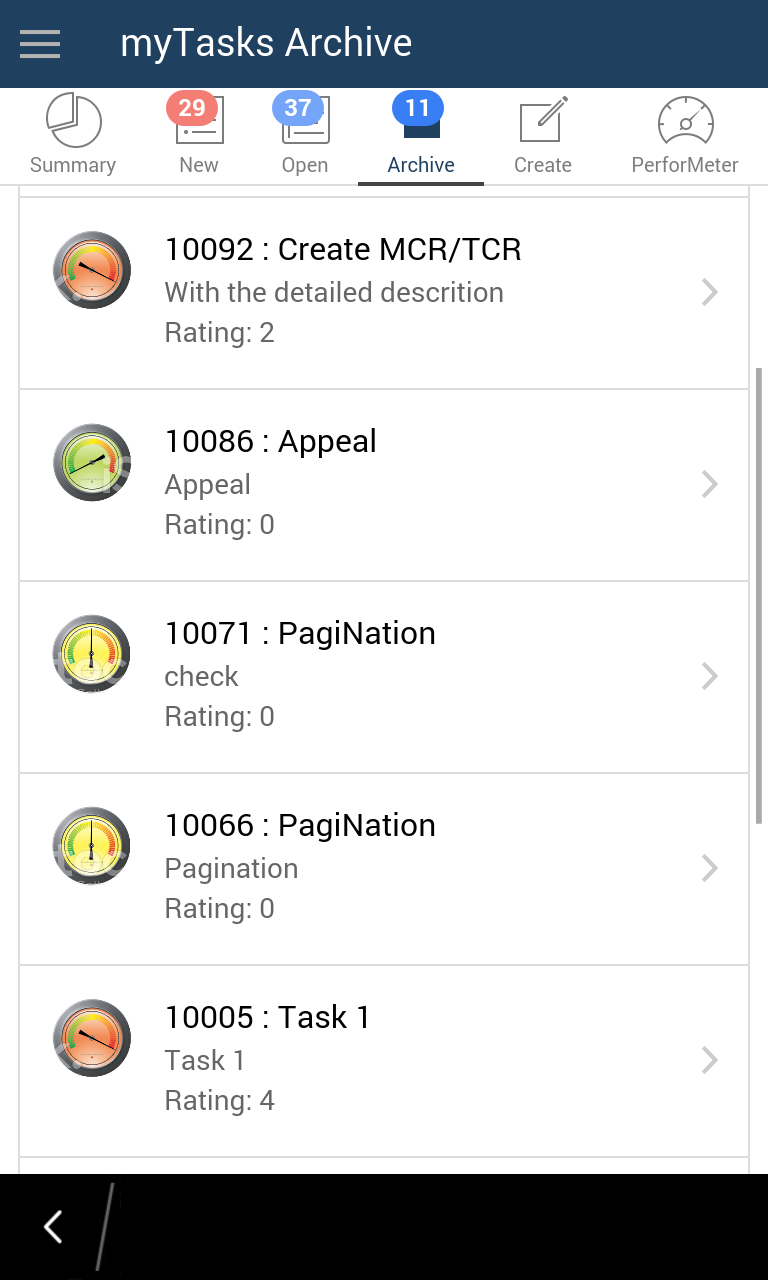 myTasks Archive
29
37
11
Summary
New
Open
Archive
Create
PerforMeter
10092 : Create MCR/TCR
With the detailed descrition
Rating: 2
10086 : Appeal
Appeal
Rating: 0
10071 : PagiNation
check
Rating: 0
10066 : PagiNation
Pagination
Rating: 0
10005 : Task 1
Task 1
Rating: 4